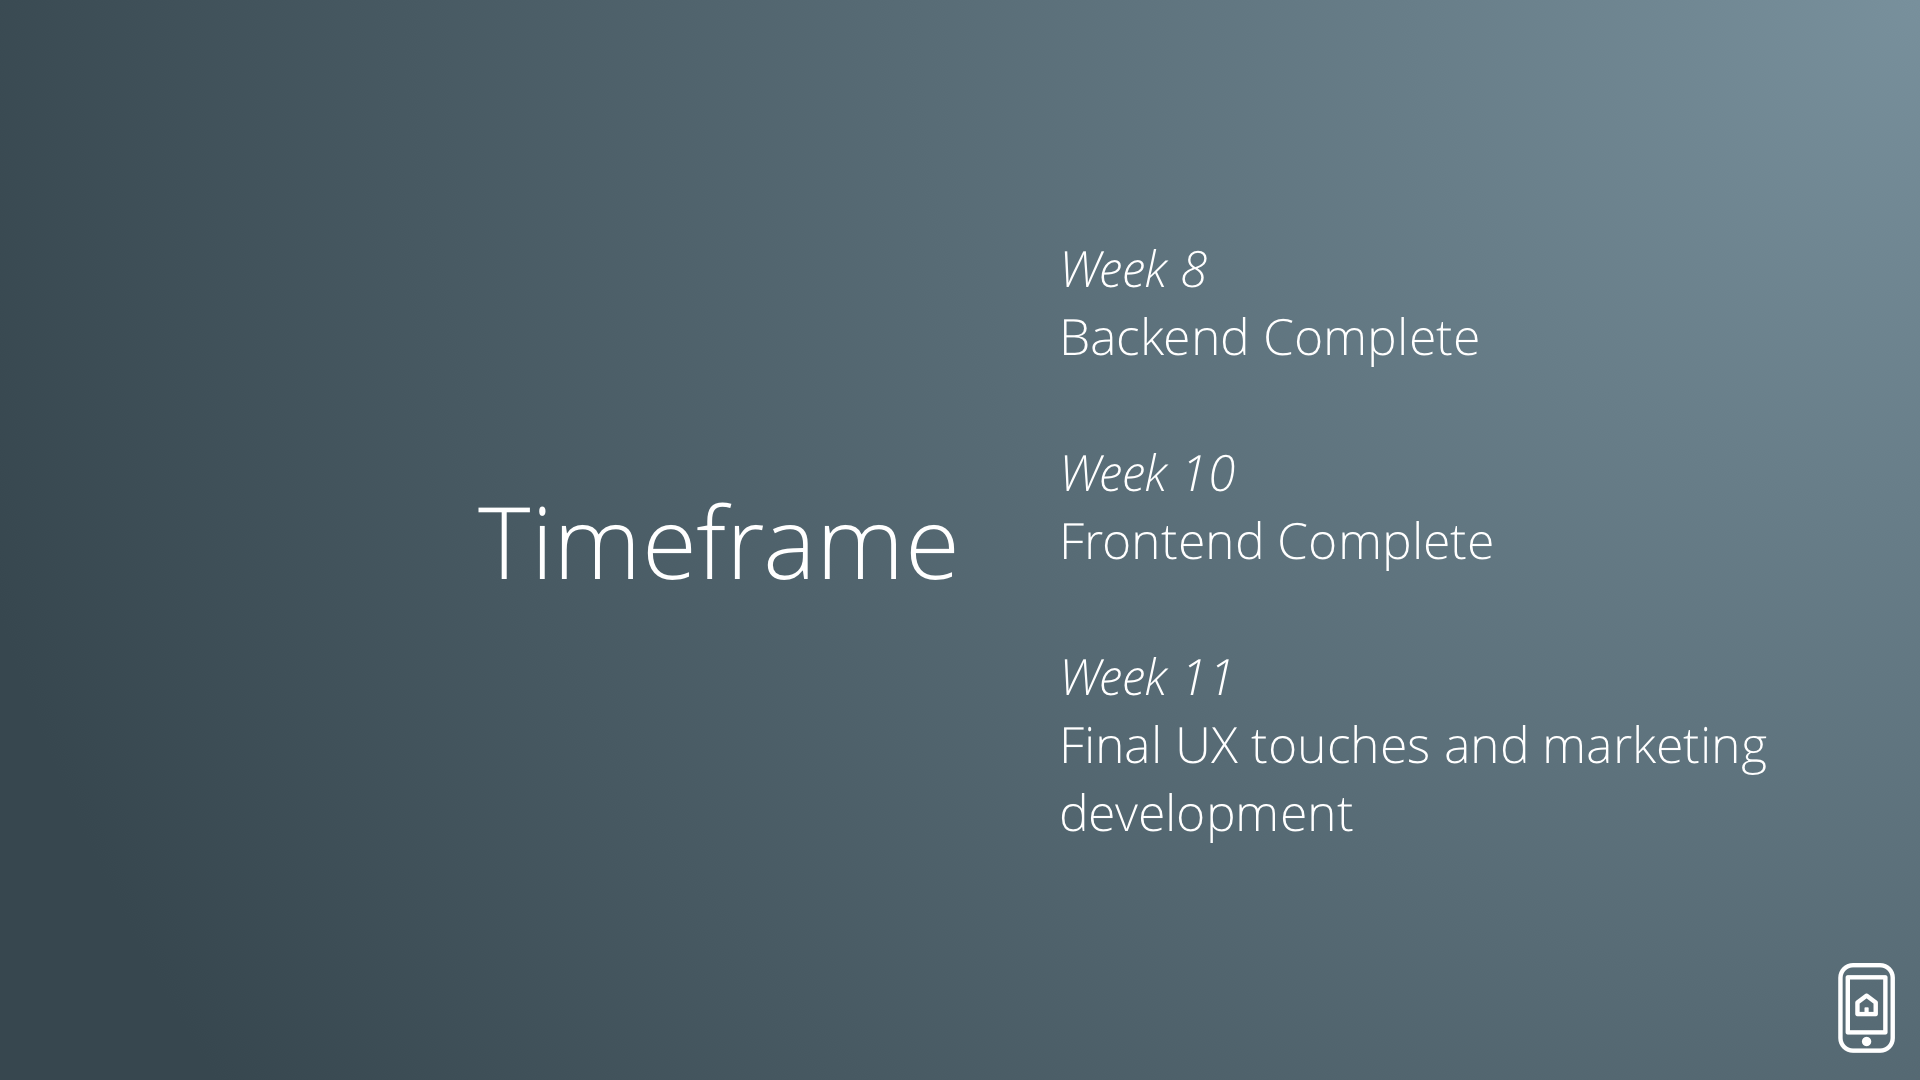 Timeframe
Week 8
Backend Complete
Week 10
Frontend Complete
Week 11
Final UX touches and marketing
development